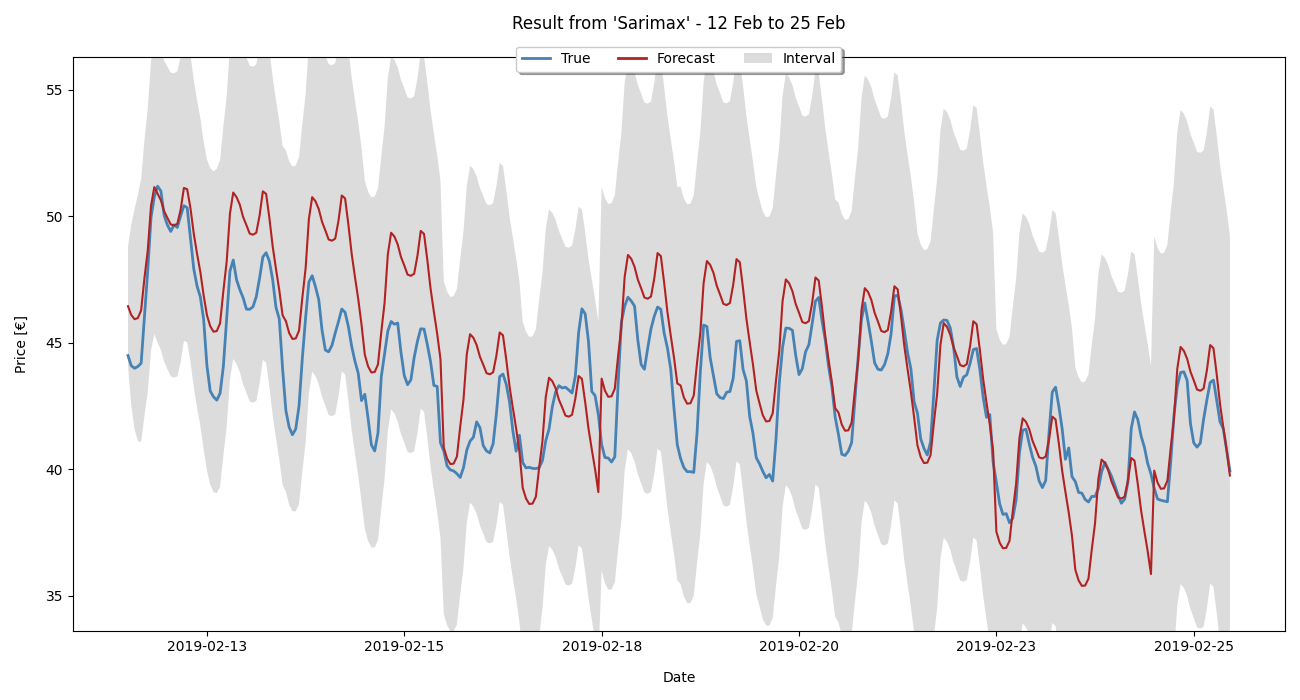 Result from 'Sarimax' - 12 Feb to 25 Feb
True Forecast Interval
55
50
45
40
35
Price [€]
2019-02-13 2019-02-15 2019-02-18 2019-02-20 2019-02-23 2019-02-25
Date